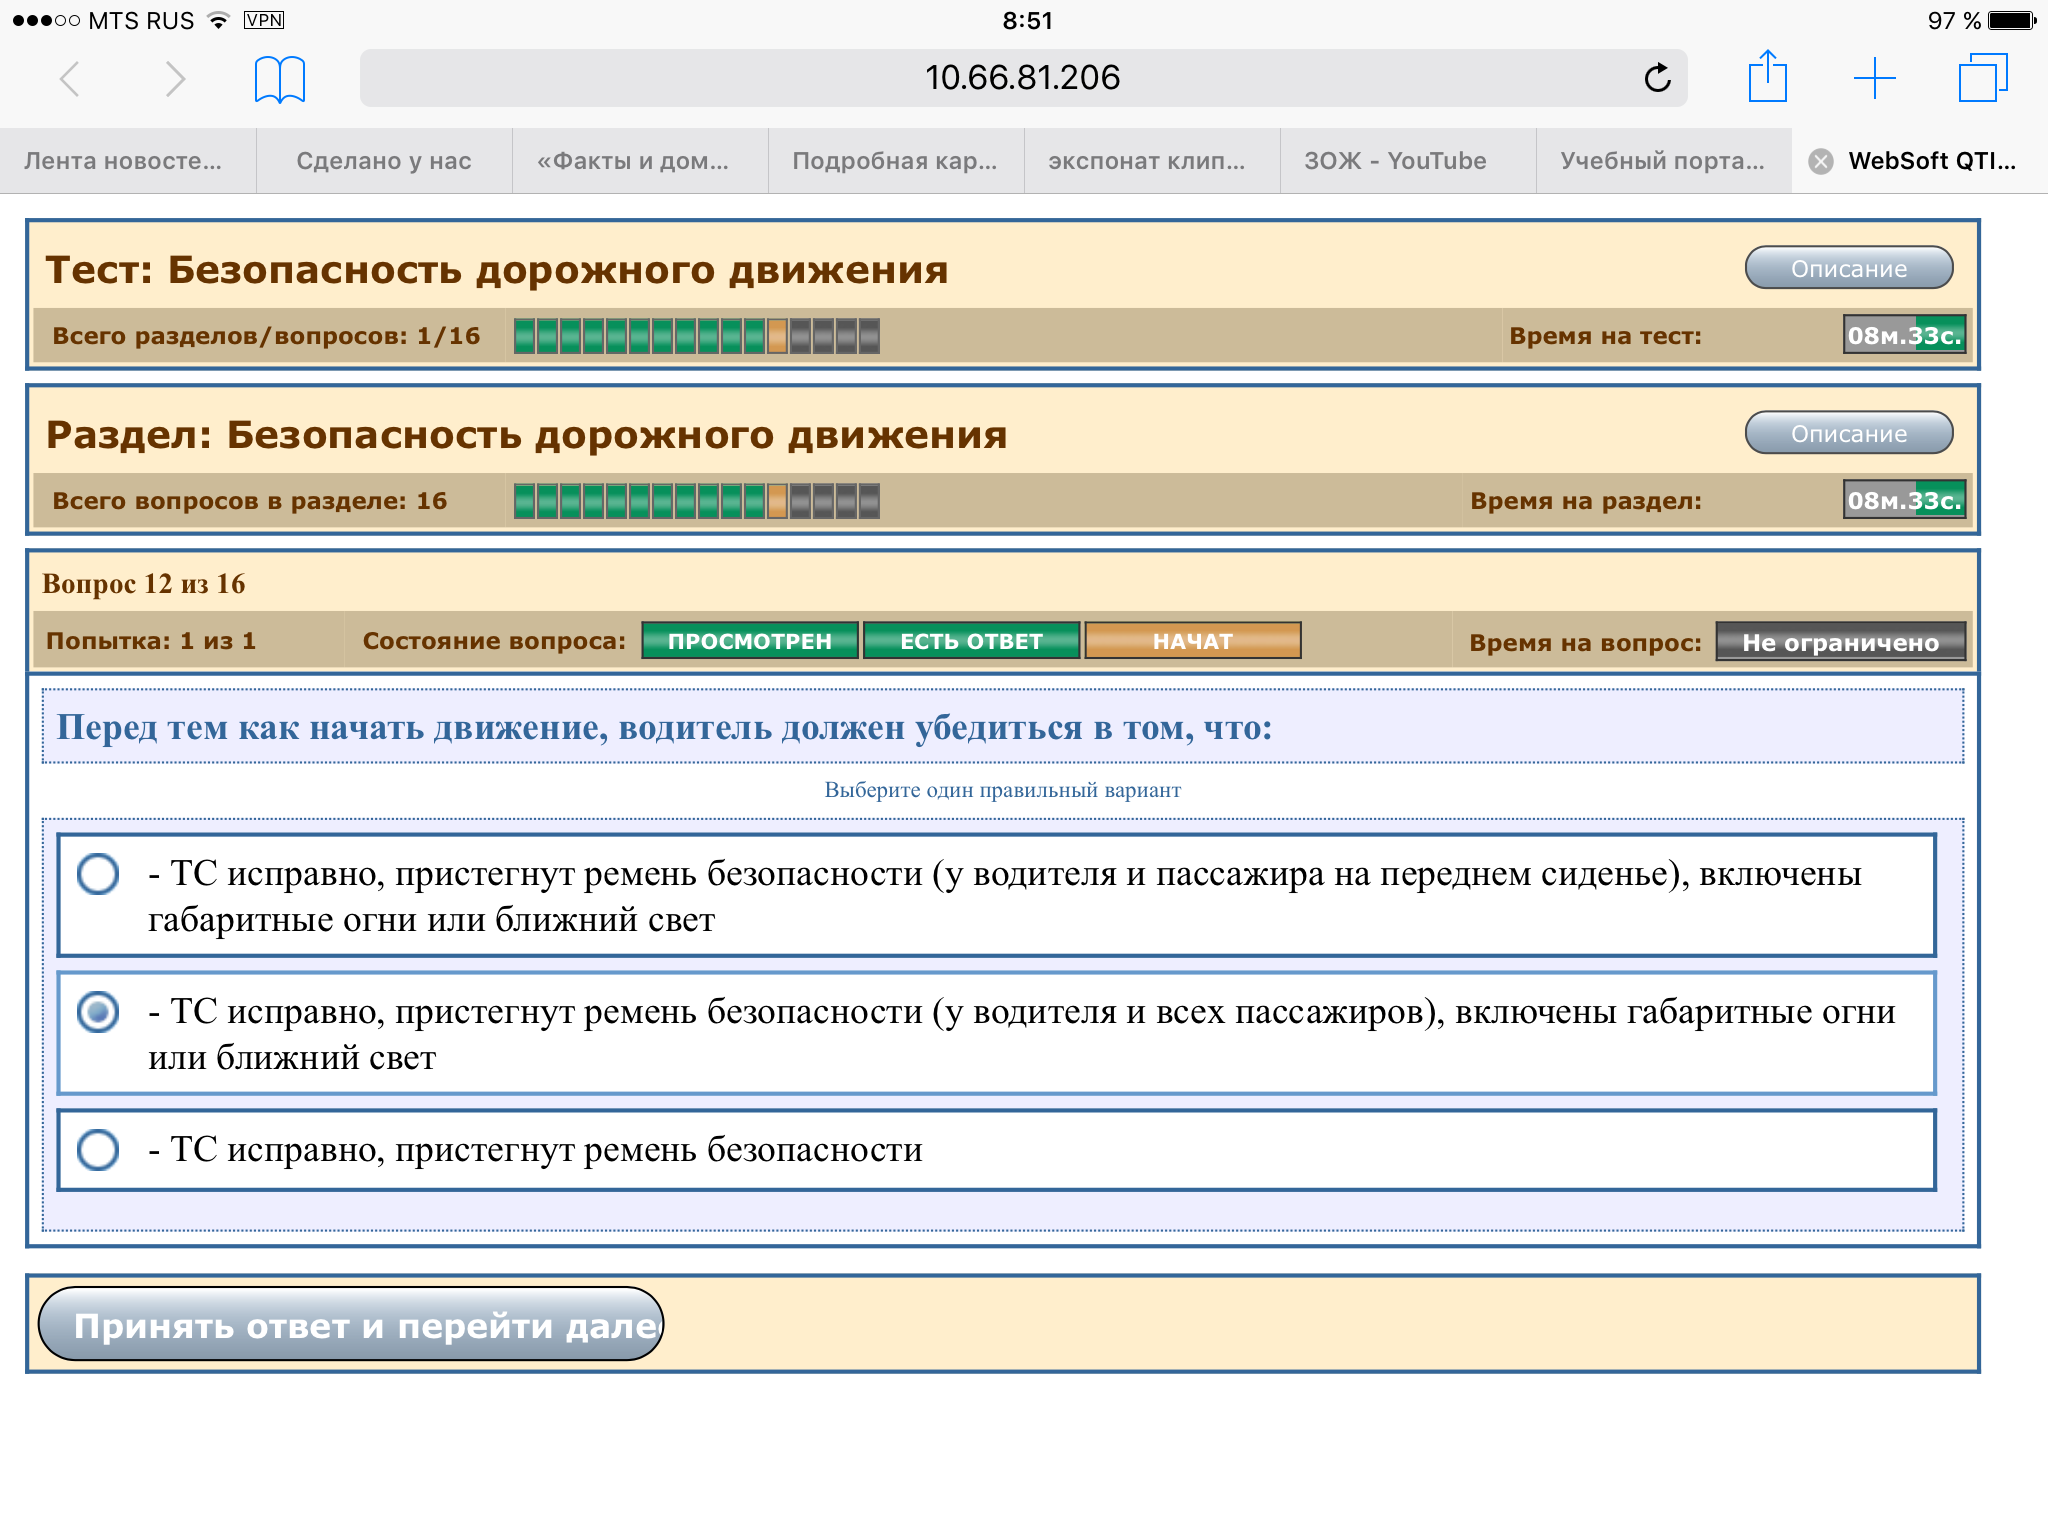 MTS RUS VPN 8:51 97 %
10.66.81.206
Лента новосте... Сделано у нас «Факты и дом... Подробная кар... экспонат клип... ЗОЖ - YouTube Учебный порта... WebSoft QTI...
Тест: Безопасность дорожного движения Описание
Всего разделов/вопросов: 1/16 Время на тест: 08м.33с.
Раздел: Безопасность дорожного движения Описание
Всего вопросов в разделе: 16 Время на раздел: 08м.33с.
Вопрос 12 из 16
Попытка: 1 из 1 Состояние вопроса: ПРОСМОТРЕН ЕСТЬ ОТВЕТ НАЧАТ Время на вопрос: Не ограничено
Перед тем как начать движение, водитель должен убедиться в том, что:
Выберите один правильный вариант
- ТС исправно, пристегнут ремень безопасности (у водителя и пассажира на переднем сиденье), включены
габаритные огни или ближний свет
- ТС исправно, пристегнут ремень безопасности (у водителя и всех пассажиров), включены габаритные огни
или ближний свет
- ТС исправно, пристегнут ремень безопасности
Принять ответ и перейти дале